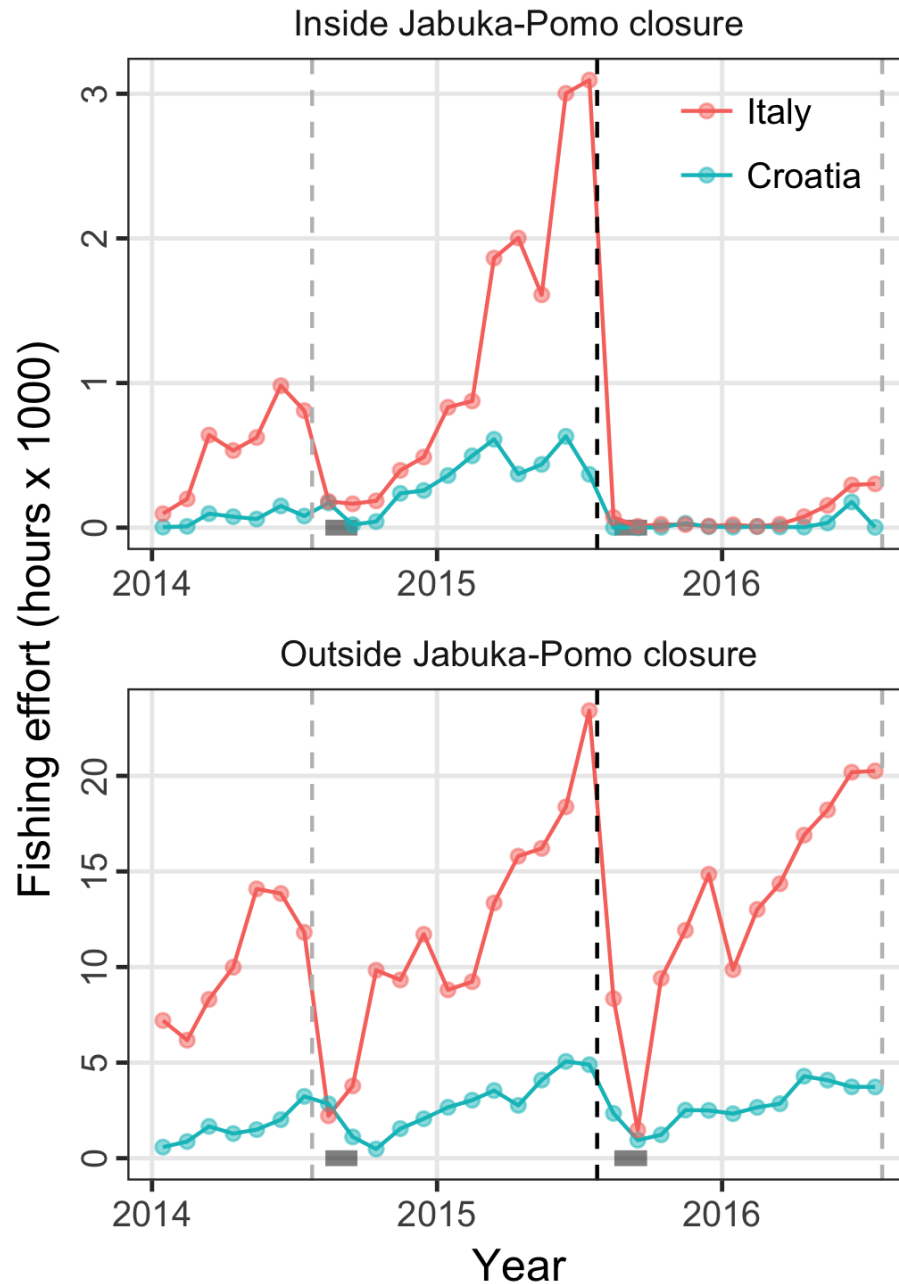 Inside Jabuka-Pomo closure
3
2
1
0
Italy
Croatia
2014 2015 2016
Fishing effort (hours x 1000)
Outside Jabuka-Pomo closure
20
15
10
5
0
2014 2015 2016
Year